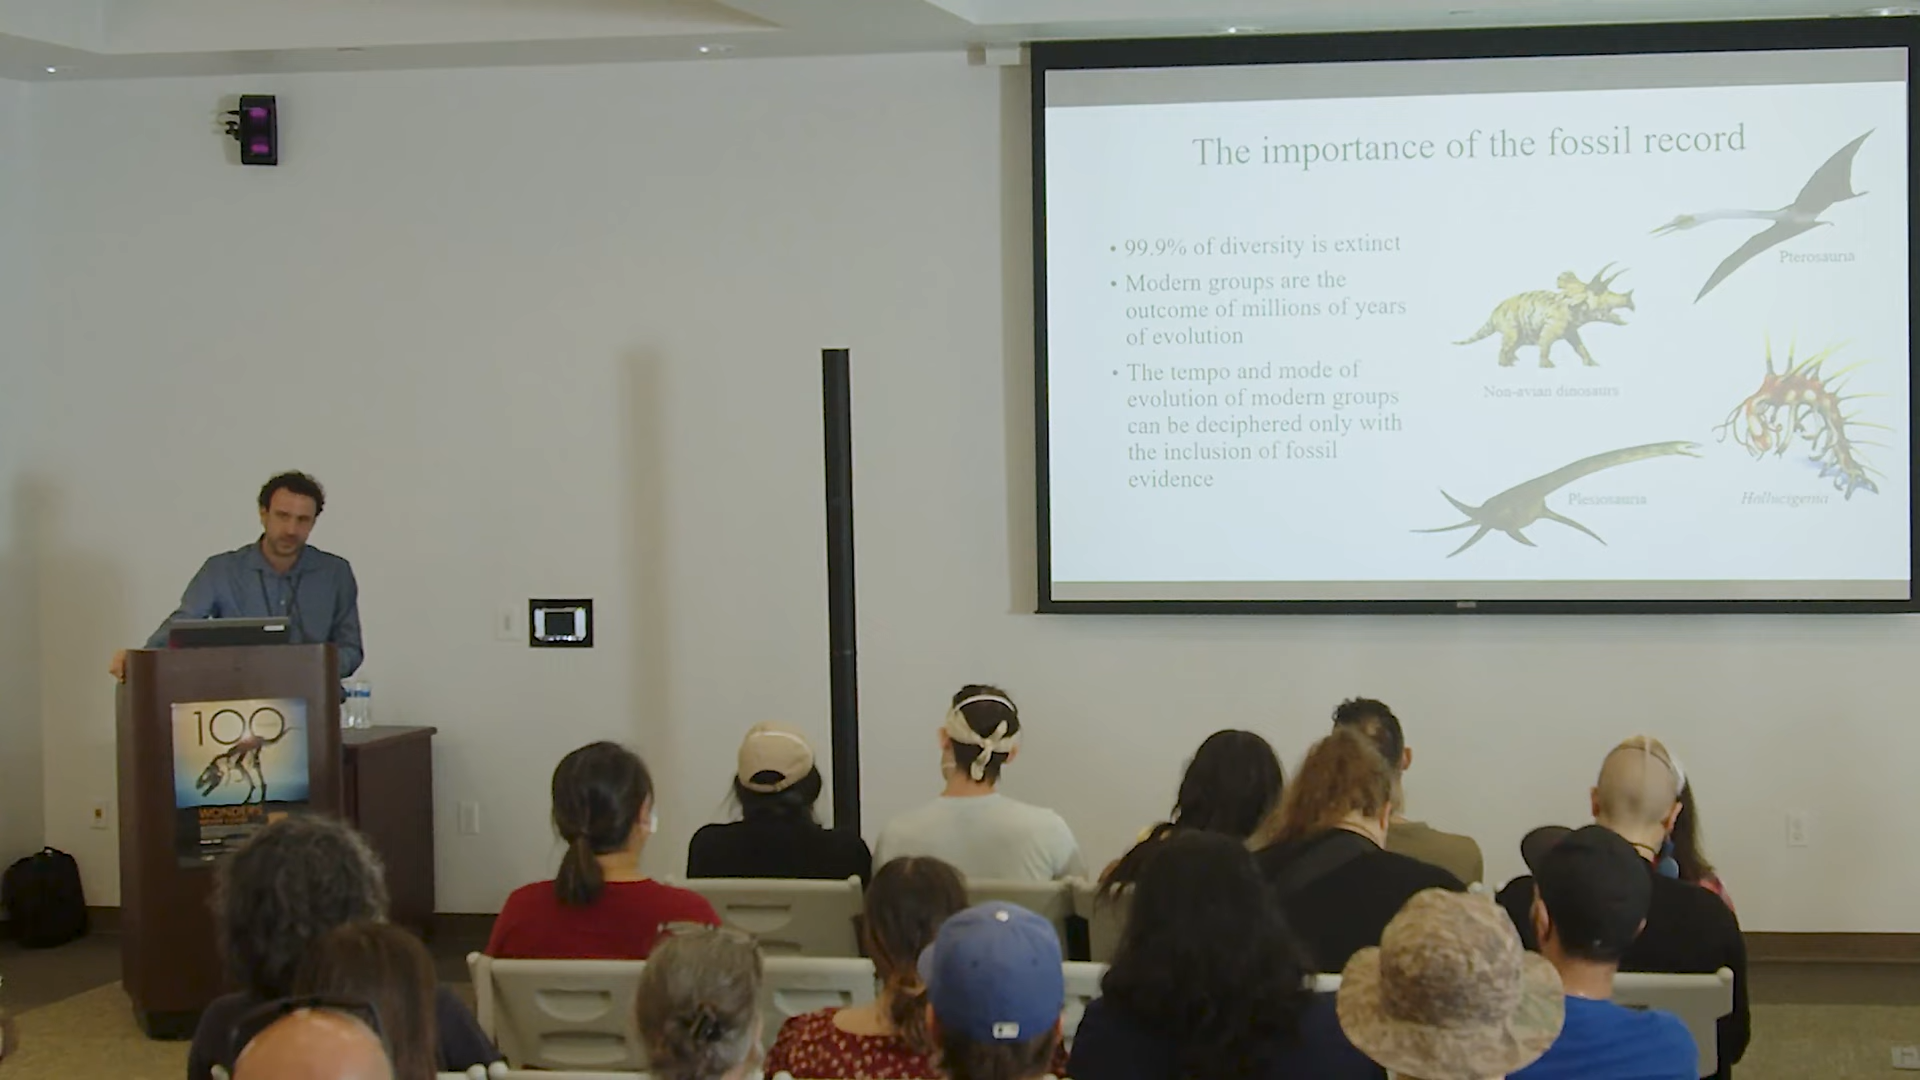 The importance of the fossil record
• 99.9% of diversity is extinct
• Modern groups are the
outcome of millions of years
of evolution
• The tempo and mode of
evolution of modern groups
can be deciphered only with
the inclusion of fossil
evidence
Pterosauria
Non-avian dinosaurs
Plesiosauria
Hallucigenia
100
WONDERS